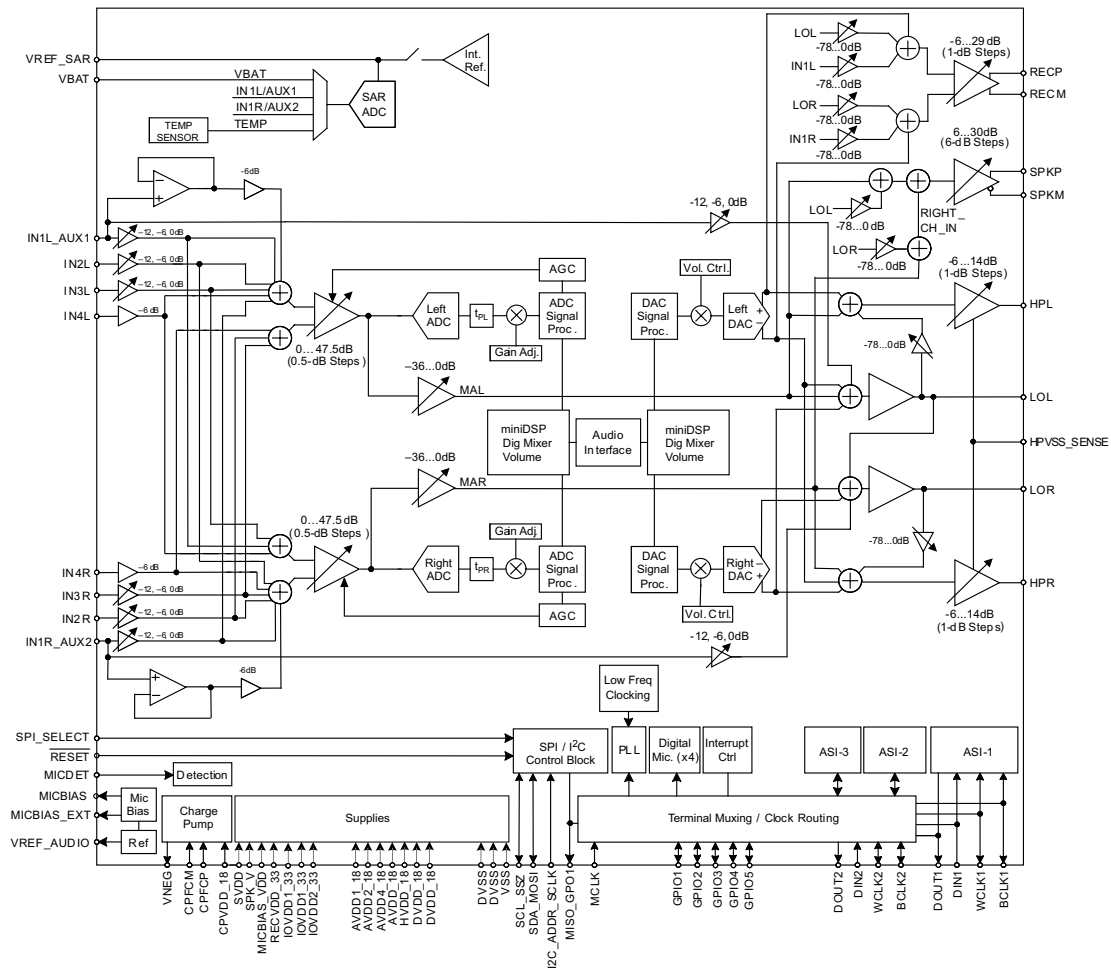 VREF_SAR
VBAT
VBAT
IN1L/AUX1
IN1R/AUX2
TEMP
TEMP
SENSOR
SAR
ADC
Int.
Ref.
LOL
-78...0dB
IN1L
-78...0dB
LOR
-78...0dB
IN1R
-78...0dB
-6...29dB
(1-dB Steps)
RECP
RECM
6...30dB
(6-dB Steps)
SPKP
SPKM
-6dB
-12, -6, 0dB
LOL
-78...0dB
RIGHT_
CH_IN
LOR
-78...0dB
IN1L_AUX1
-12, -6, 0dB
IN2L
-12, -6, 0dB
IN3L
-12, -6, 0dB
IN4L
-6dB
0...47.5dB
(0.5-dB Steps)
AGC
Left
ADC
tPL
Gain Adj.
ADC
Signal
Proc.
Vol. Ctrl.
DAC
Signal
Proc.
Left +
DAC -
-6...14dB
(1-dB Steps)
HPL
-78...0dB
-36...0dB
MAL
LOL
miniDSP
Dig Mixer
Volume
Audio
Interface
miniDSP
Dig Mixer
Volume
HPVSS_SENSE
-36...0dB
MAR
LOR
0...47.5dB
(0.5-dB Steps)
Gain Adj.
Right
ADC
tPR
ADC
Signal
Proc.
AGC
DAC
Signal
Proc.
Right -
DAC +
Vol. Ctrl.
-78...0dB
HPR
-6...14dB
(1-dB Steps)
IN4R
-6dB
IN3R
-12, -6, 0dB
IN2R
-12, -6, 0dB
IN1R_AUX2
-12, -6, 0dB
-12, -6, 0dB
-6dB
Low Freq
Clocking
SPI_SELECT
RESET
MICDET
Detection
MICBIAS
MICBIAS_EXT
Mic
Bias
VREF_AUDIO
Ref
Charge
Pump
Supplies
SPI / I2C
Control Block
PLL
Digital
Mic. (x4)
Interrupt
Ctrl
ASI-3
ASI-2
ASI-1
Terminal Muxing / Clock Routing
VNEG
CPFCM
CPFCP
CPVDD_18
SVDD
SPK_V
MICBIAS_VDD
RECVDD_33
IOVDD1_33
IOVDD1_33
IOVDD2_33
AVDD1_18
AVDD2_18
AVDD4_18
AVDD_18
HVDD_18
DVDD_18
DVDD_18
DVSS
DVSS
VSS
SCL_SSZ
SDA_MOSI
I2C_ADDR_SCLK
MISO_GPO1
MCLK
GPIO1
GPIO2
GPIO3
GPIO4
GPIO5
DOUT2
DIN2
WCLK2
BCLK2
DOUT1
DIN1
WCLK1
BCLK1